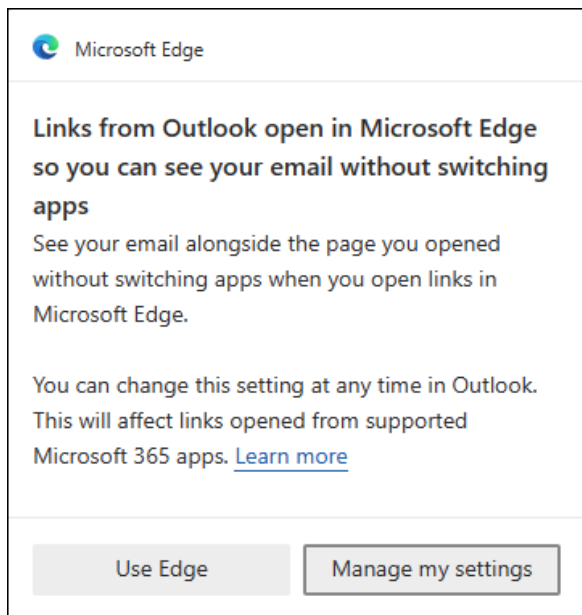 Microsoft Edge
Links from Outlook open in Microsoft Edge
so you can see your email without switching
apps
See your email alongside the page you opened
without switching apps when you open links in
Microsoft Edge.
You can change this setting at any time in Outlook.
This will affect links opened from supported
Microsoft 365 apps. Learn more
Use Edge
Manage my settings